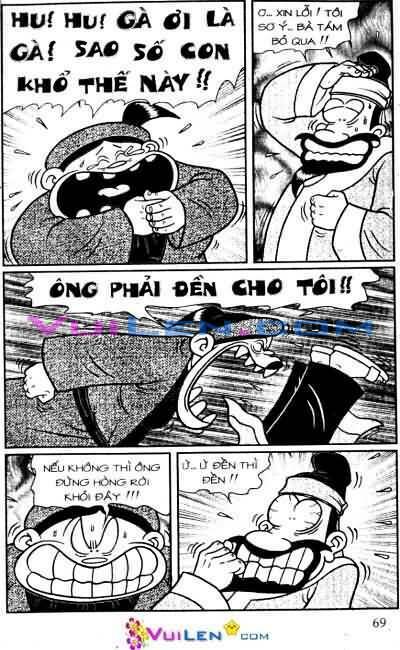 HU! HU! GÀ ƠI LÀ
GÀ! SAO SỐ CON
KHỔ THẾ NÀY!!
Ơ... XIN LỖI! TÔI
SƠ Ý... BÀ TÁM
BỎ QUA!!
ÔNG PHẢI ĐỀN CHO TÔI!!
VuiLen.com
NẾU KHÔNG THÌ ÔNG
ĐỪNG HÒNG RỜI
KHỎI ĐÂY!!!
Ừ... Ừ ĐỀN THÌ
ĐỀN!!
69
VuiLen.com